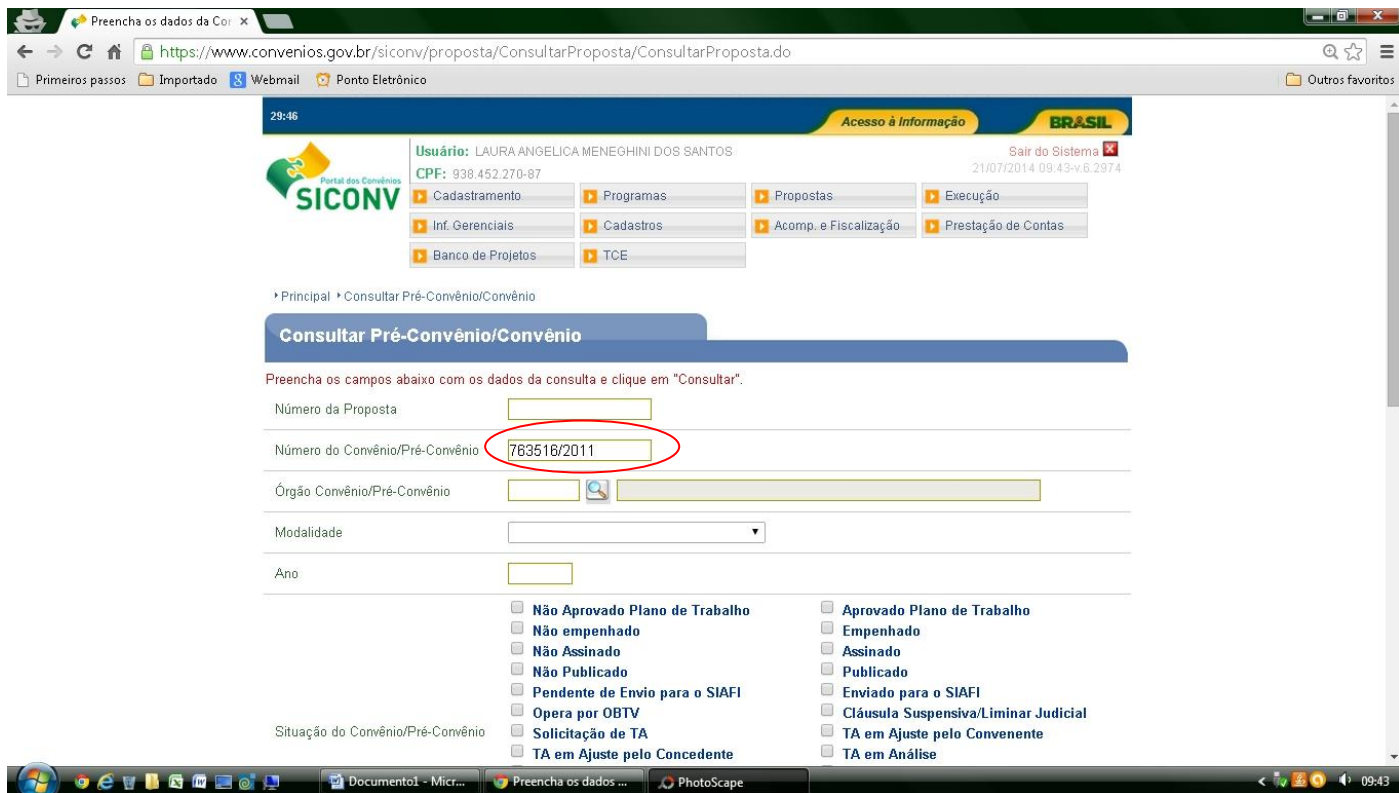 Preencha os dados da Cor
https://www.convenios.gov.br/siconv/proposta/ConsultarProposta/ConsultarProposta.do
Primeiros passos Importado Webmail Ponto Eletrônico Outros favoritos
29:46 Acesso à Informação BRASIL
Portal dos Convênios
SICONV
Usuário: LAURA ANGELICA MENEGHINI DOS SANTOS Sair do Sistema
CPF: 938.452.270-87 21/07/2014 09:43-v.6.2974
Cadastramento Programas Propostas Execução
Inf. Gerenciais Cadastros Acomp. e Fiscalização Prestação de Contas
Banco de Projetos TCE
Principal Consultar Pré-Convênio/Convênio
Consultar Pré-Convênio/Convênio
Preencha os campos abaixo com os dados da consulta e clique em "Consultar".
Número da Proposta
Número do Convênio/Pré-Convênio 763516/2011
Órgão Convênio/Pré-Convênio
Modalidade
Ano
Não Aprovado Plano de Trabalho Aprovado Plano de Trabalho
Não empenhado Empenhado
Não Assinado Assinado
Não Publicado Publicado
Pendente de Envio para o SIAFI Enviado para o SIAFI
Opera por OBTV Cláusula Suspensiva/Liminar Judicial
Situação do Convênio/Pré-Convênio Solicitação de TA TA em Ajuste pelo Convenente
TA em Ajuste pelo Concedente TA em Análise
Documento1 - Micr... Preencha os dados ... PhotoScape 09:43